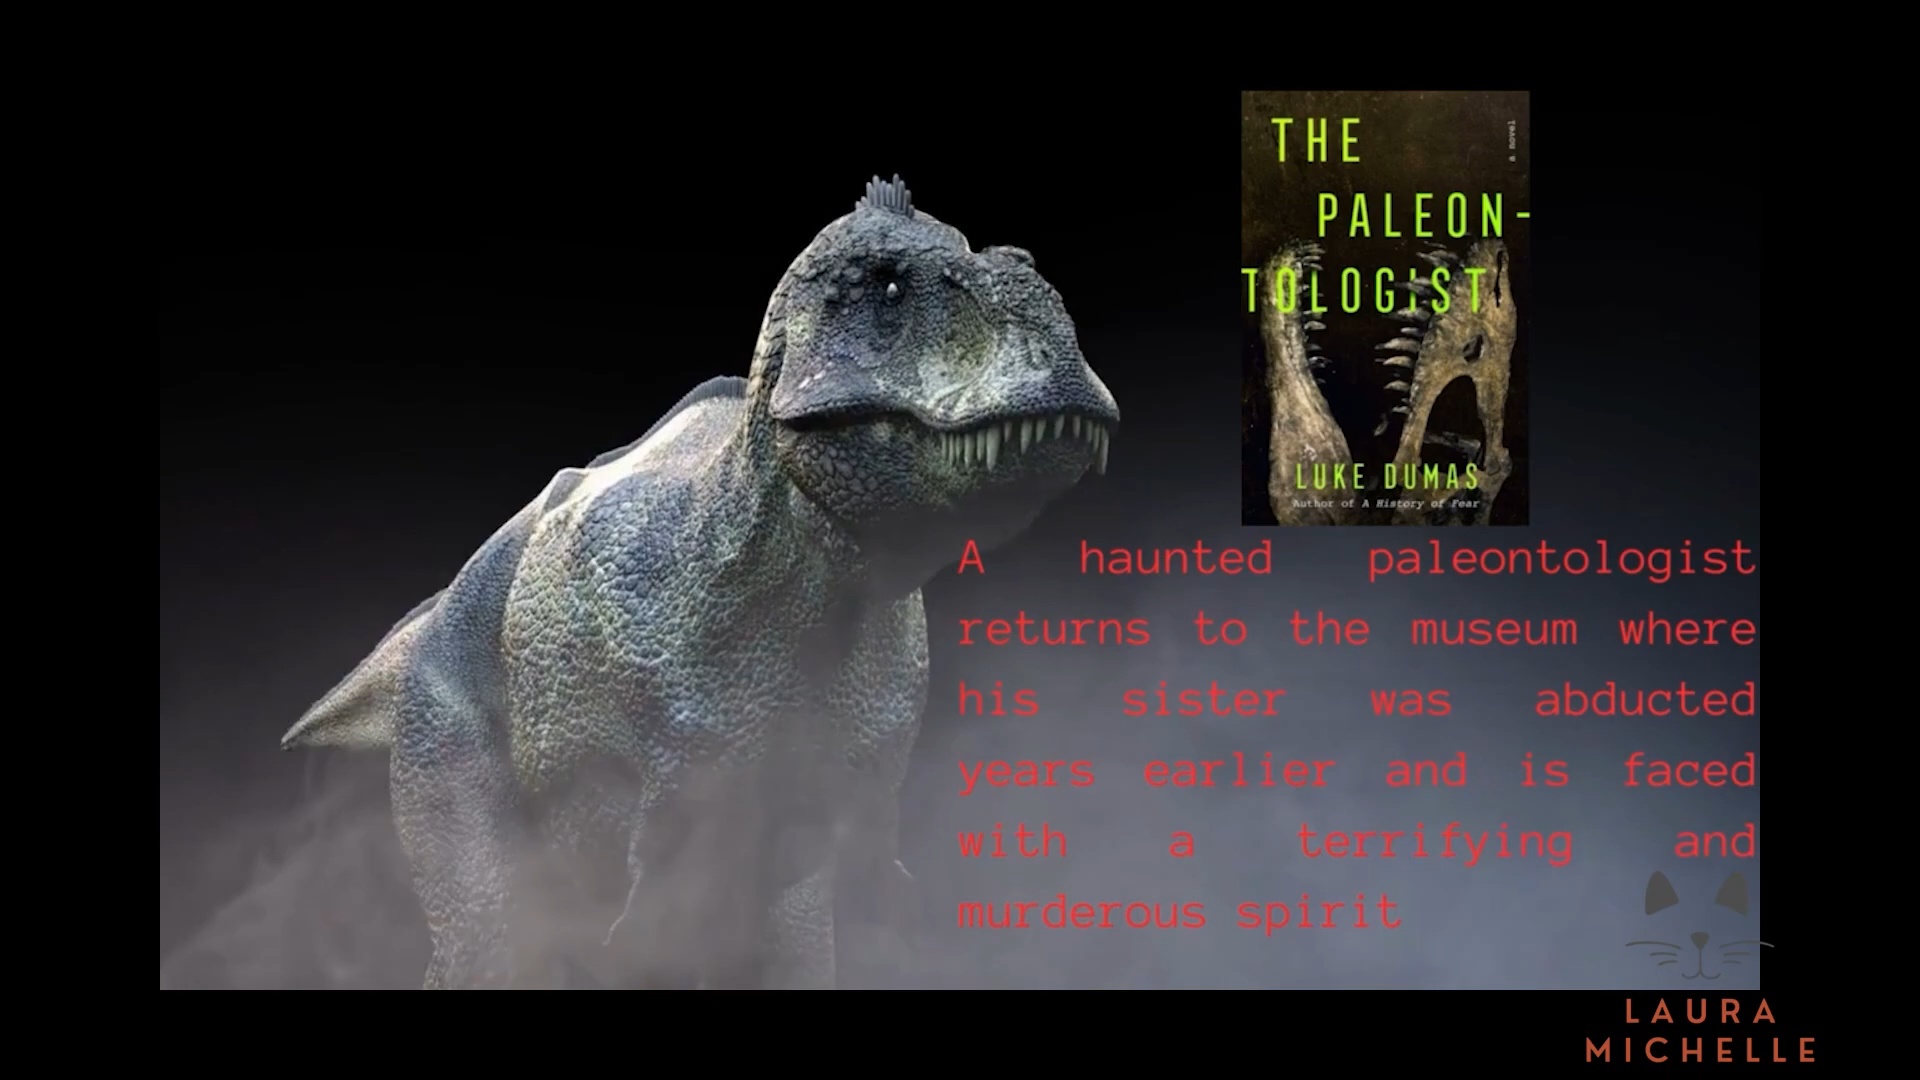 THE
a novel
PALEON-
TOLOGIST
LUKE DUMAS
Author of A History of Fear
A haunted paleontologist
returns to the museum where
his sister was abducted
years earlier and is faced
with a terrifying and
murderous spirit
LAURA
MICHELLE